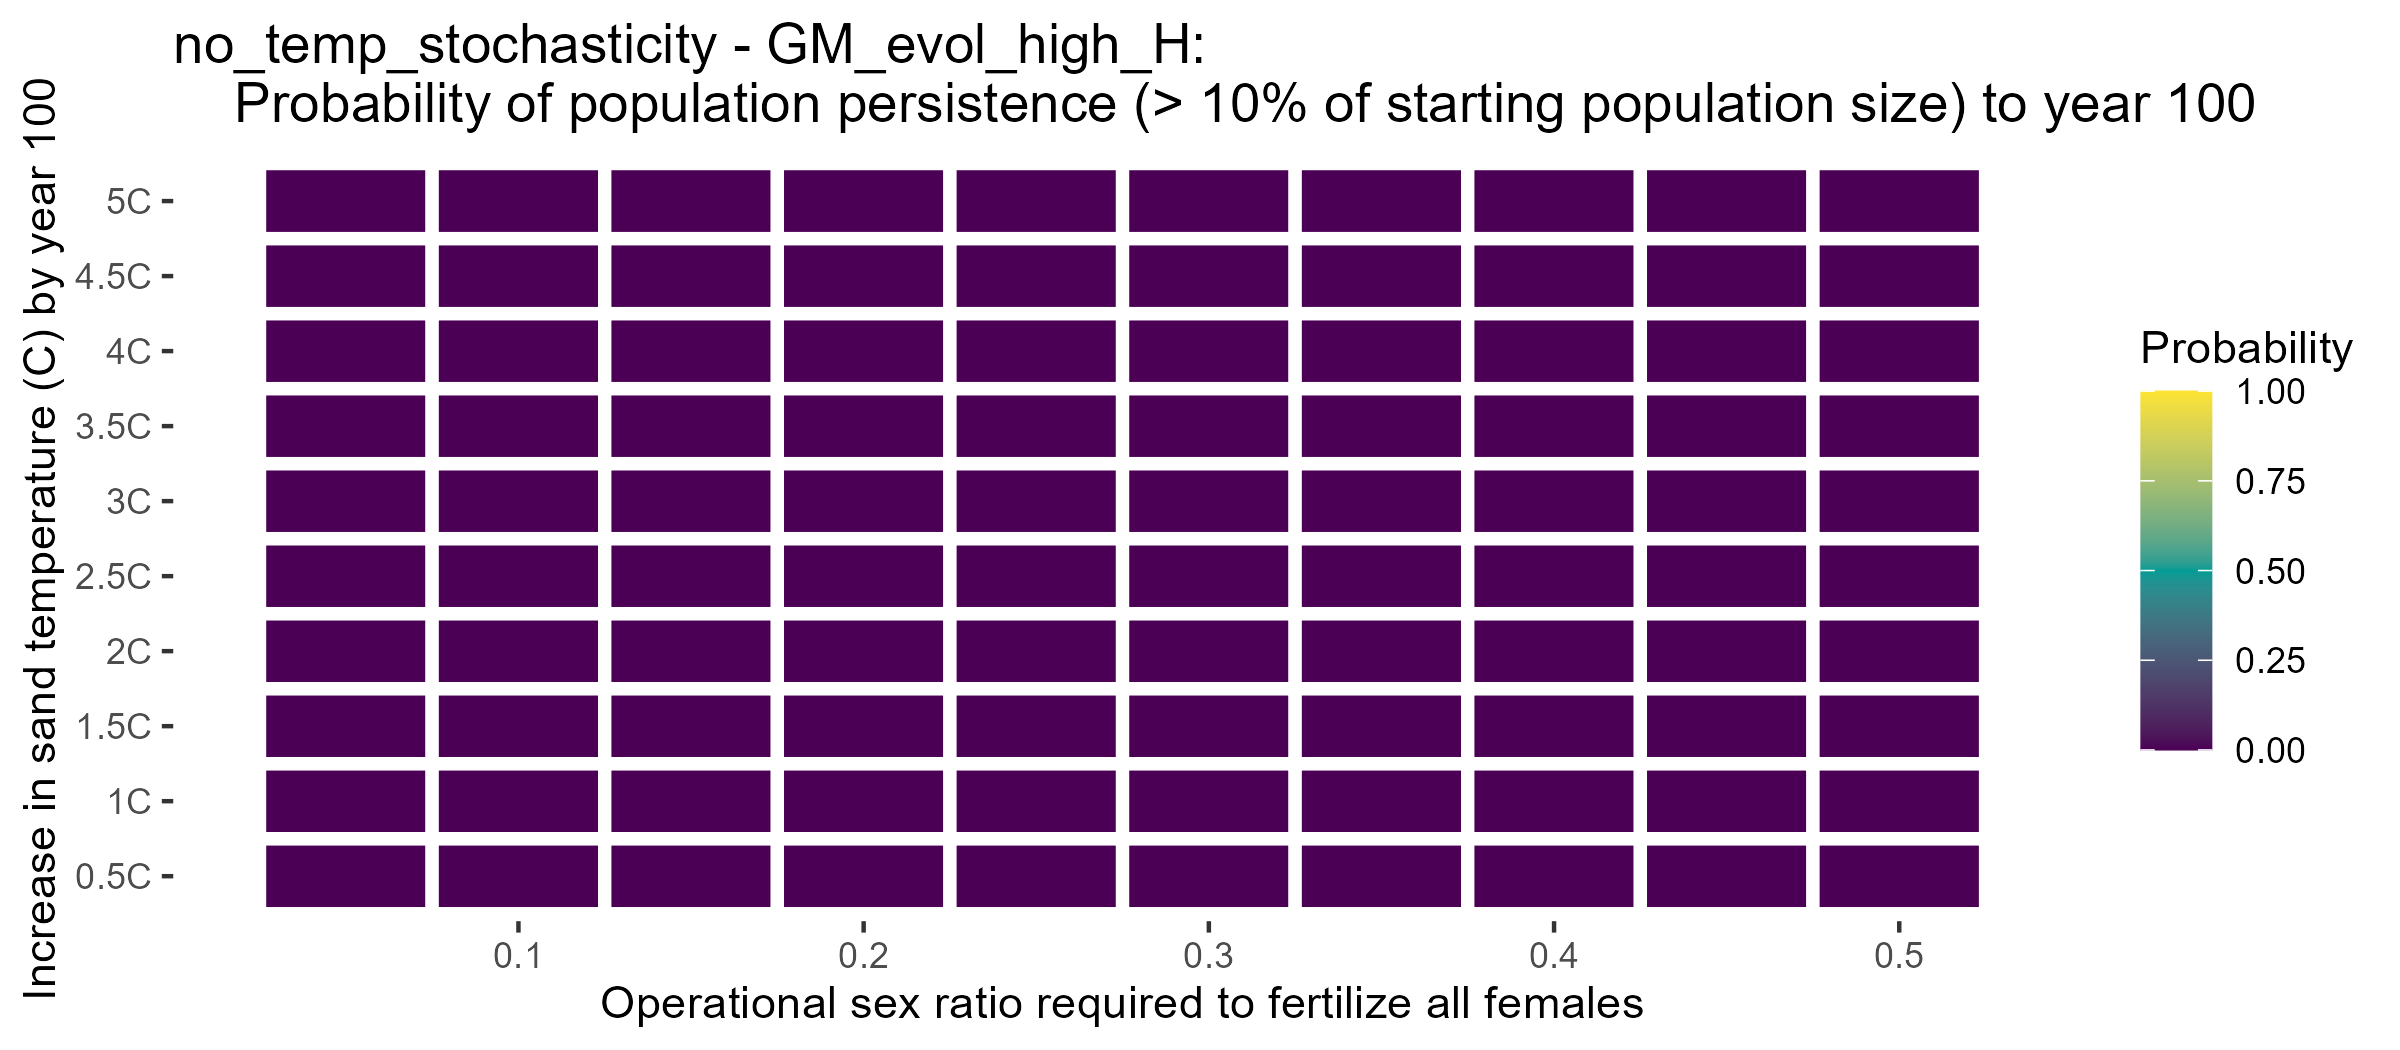 no_temp_stochasticity - GM_evol_high_H:
Probability of population persistence (> 10% of starting population size) to year 100
Increase in sand temperature (C) by year 100
5C
4.5C
4C
3.5C
3C
2.5C
2C
1.5C
1C
0.5C
0.1
0.2
0.3
0.4
0.5
Operational sex ratio required to fertilize all females
Probability
1.00
0.75
0.50
0.25
0.00